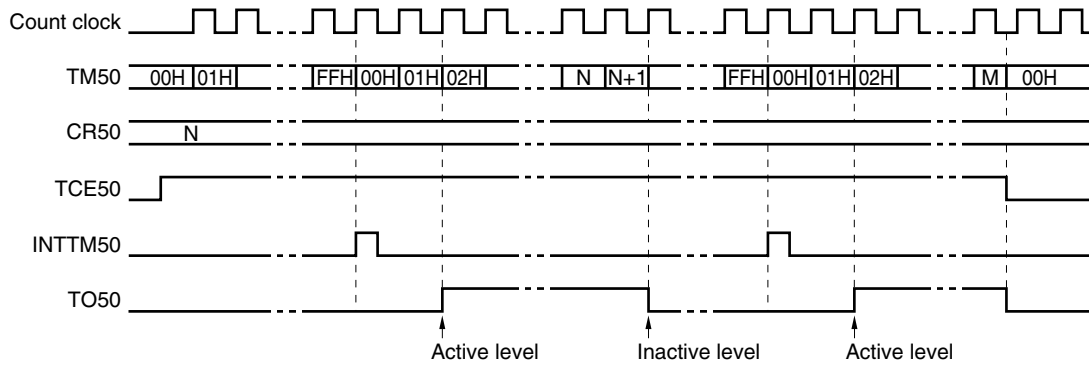 Count clock
TM50 00H 01H FFH 00H 01H 02H N N+1 FFH 00H 01H 02H M 00H
CR50 N
TCE50
INTTM50
TO50
Active level Inactive level Active level